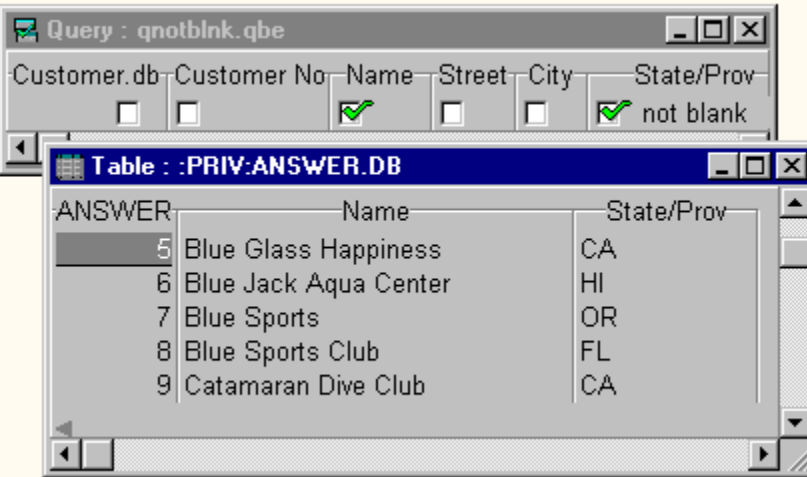 Query : qnotblnk.qbe
Customer.db Customer No Name Street City State/Prov
not blank
Table : :PRIV:ANSWER.DB
ANSWER Name State/Prov
5 Blue Glass Happiness CA
6 Blue Jack Aqua Center HI
7 Blue Sports OR
8 Blue Sports Club FL
9 Catamaran Dive Club CA